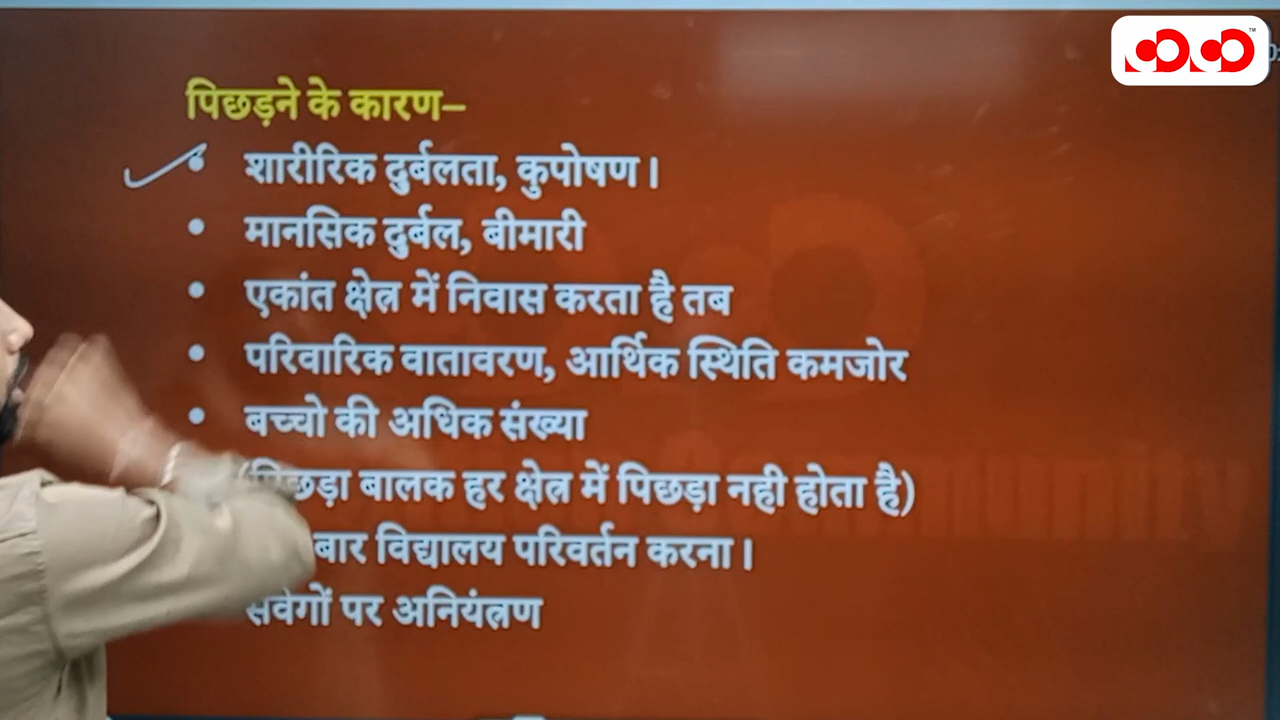 पिछड़ने के कारण–
• शारीरिक दुर्बलता, कुपोषण।
• मानसिक दुर्बल, बीमारी
• एकांत क्षेत्र में निवास करता है तब
• परिवारिक वातावरण, आर्थिक स्थिति कमजोर
• बच्चो की अधिक संख्या
(पिछड़ा बालक हर क्षेत्र में पिछड़ा नही होता है)
बार विद्यालय परिवर्तन करना।
संवेगों पर अनियंत्रण